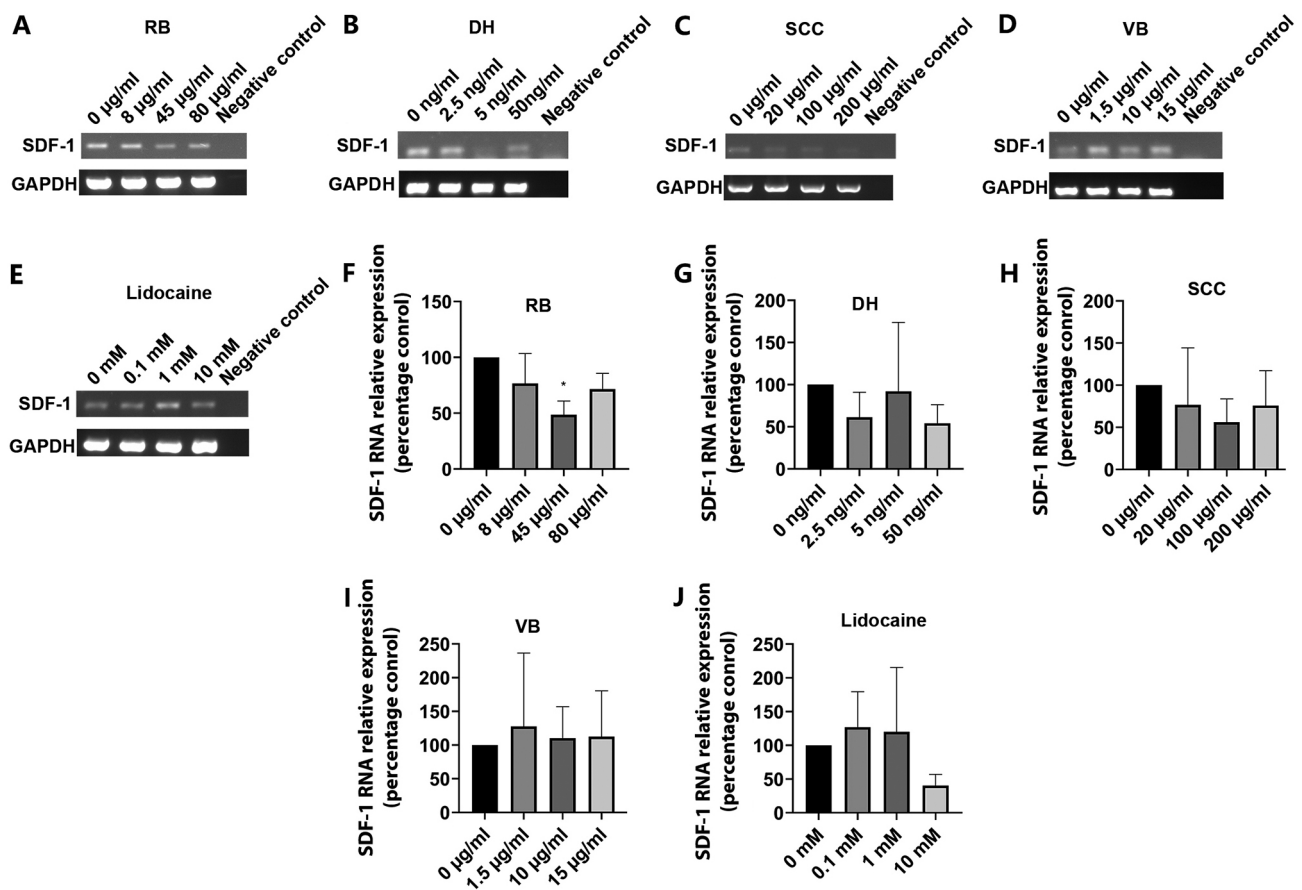 A
RB
0 µg/ml
8 µg/ml
45 µg/ml
80 µg/ml
Negative control
SDF-1
GAPDH
B
DH
0 ng/ml
2.5 ng/ml
5 ng/ml
50ng/ml
Negative control
SDF-1
GAPDH
C
SCC
0 µg/ml
20 µg/ml
100 µg/ml
200 µg/ml
Negative control
SDF-1
GAPDH
D
VB
0 µg/ml
1.5 µg/ml
10 µg/ml
15 µg/ml
Negative control
SDF-1
GAPDH
E
Lidocaine
0 mM
0.1 mM
1 mM
10 mM
Negative control
SDF-1
GAPDH
F
RB
SDF-1 RNA relative expression
(percentage conrol)
150
100
50
0
*
0 µg/ml
8 µg/ml
45 µg/ml
80 µg/ml
G
DH
SDF-1 RNA relative expression
(percentage conrol)
200
150
100
50
0
0 ng/ml
2.5 ng/ml
5 ng/ml
50 ng/ml
H
SCC
SDF-1 RNA relative expression
(percentage conrol)
200
150
100
50
0
0 µg/ml
20 µg/ml
100 µg/ml
200 µg/ml
I
VB
SDF-1 RNA relative expression
(percentage conrol)
250
200
150
100
50
0
0 µg/ml
1.5 µg/ml
10 µg/ml
15 µg/ml
J
Lidocaine
SDF-1 RNA relative expression
(percentage conrol)
250
200
150
100
50
0
0 mM
0.1 mM
1 mM
10 mM